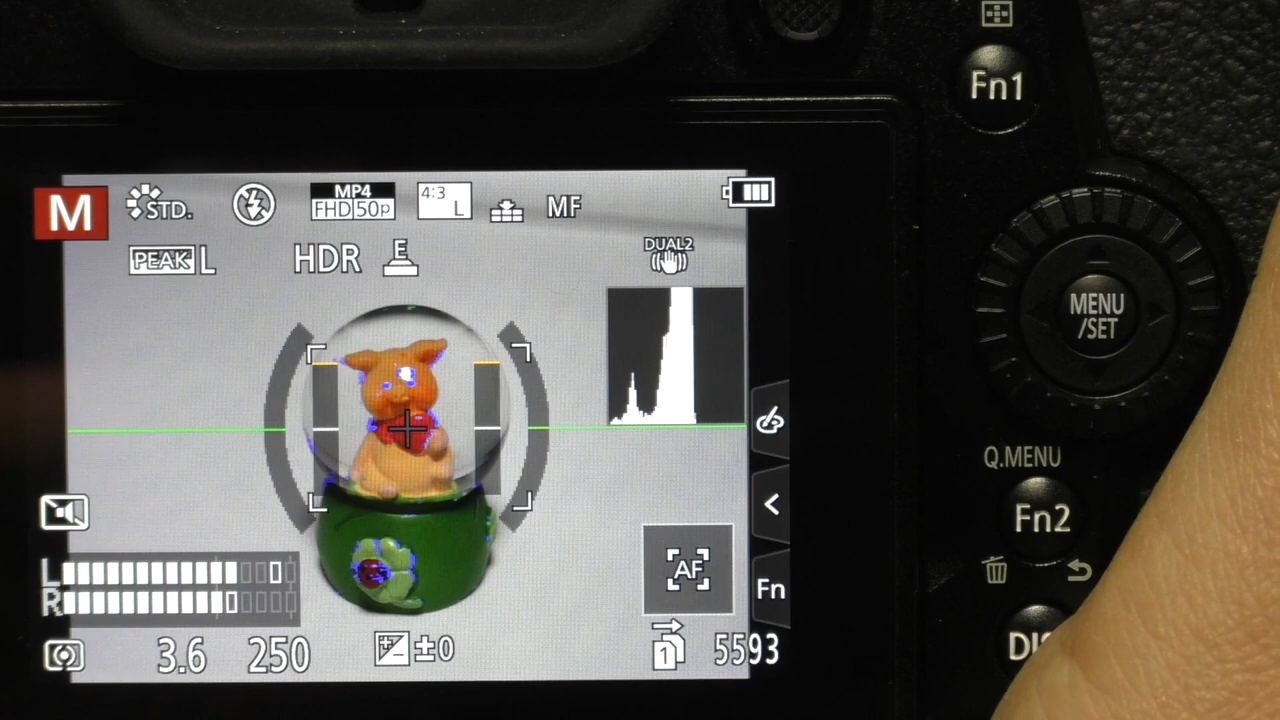 Fn1
M STD. MP4 FHD 50p 4:3 L MF
PEAK L HDR E DUAL2
MENU
/SET
Q.MENU
Fn2
AF
Fn
L
R
3.6 250 ±0 1 5593